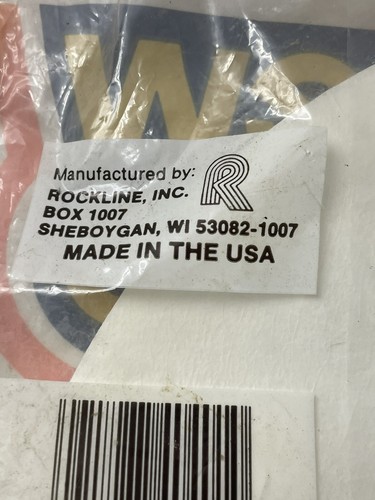 Manufactured by:
ROCKLINE, INC.
BOX 1007
SHEBOYGAN, WI 53082-1007
MADE IN THE USA